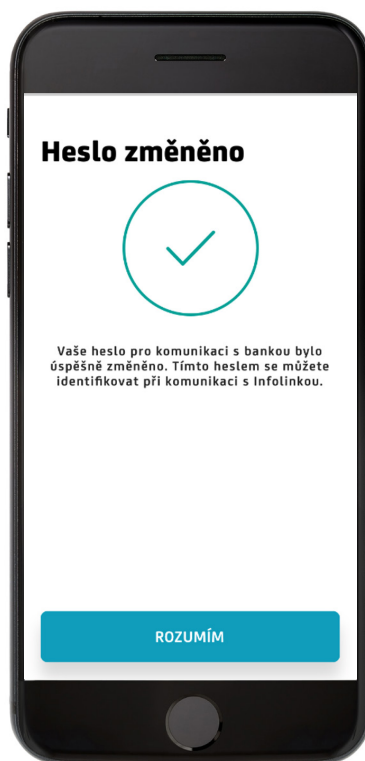 Heslo změněno
Vaše heslo pro komunikaci s bankou bylo
úspěšně změněno. Tímto heslem se můžete
identifikovat při komunikaci s Infolinkou.
ROZUMÍM